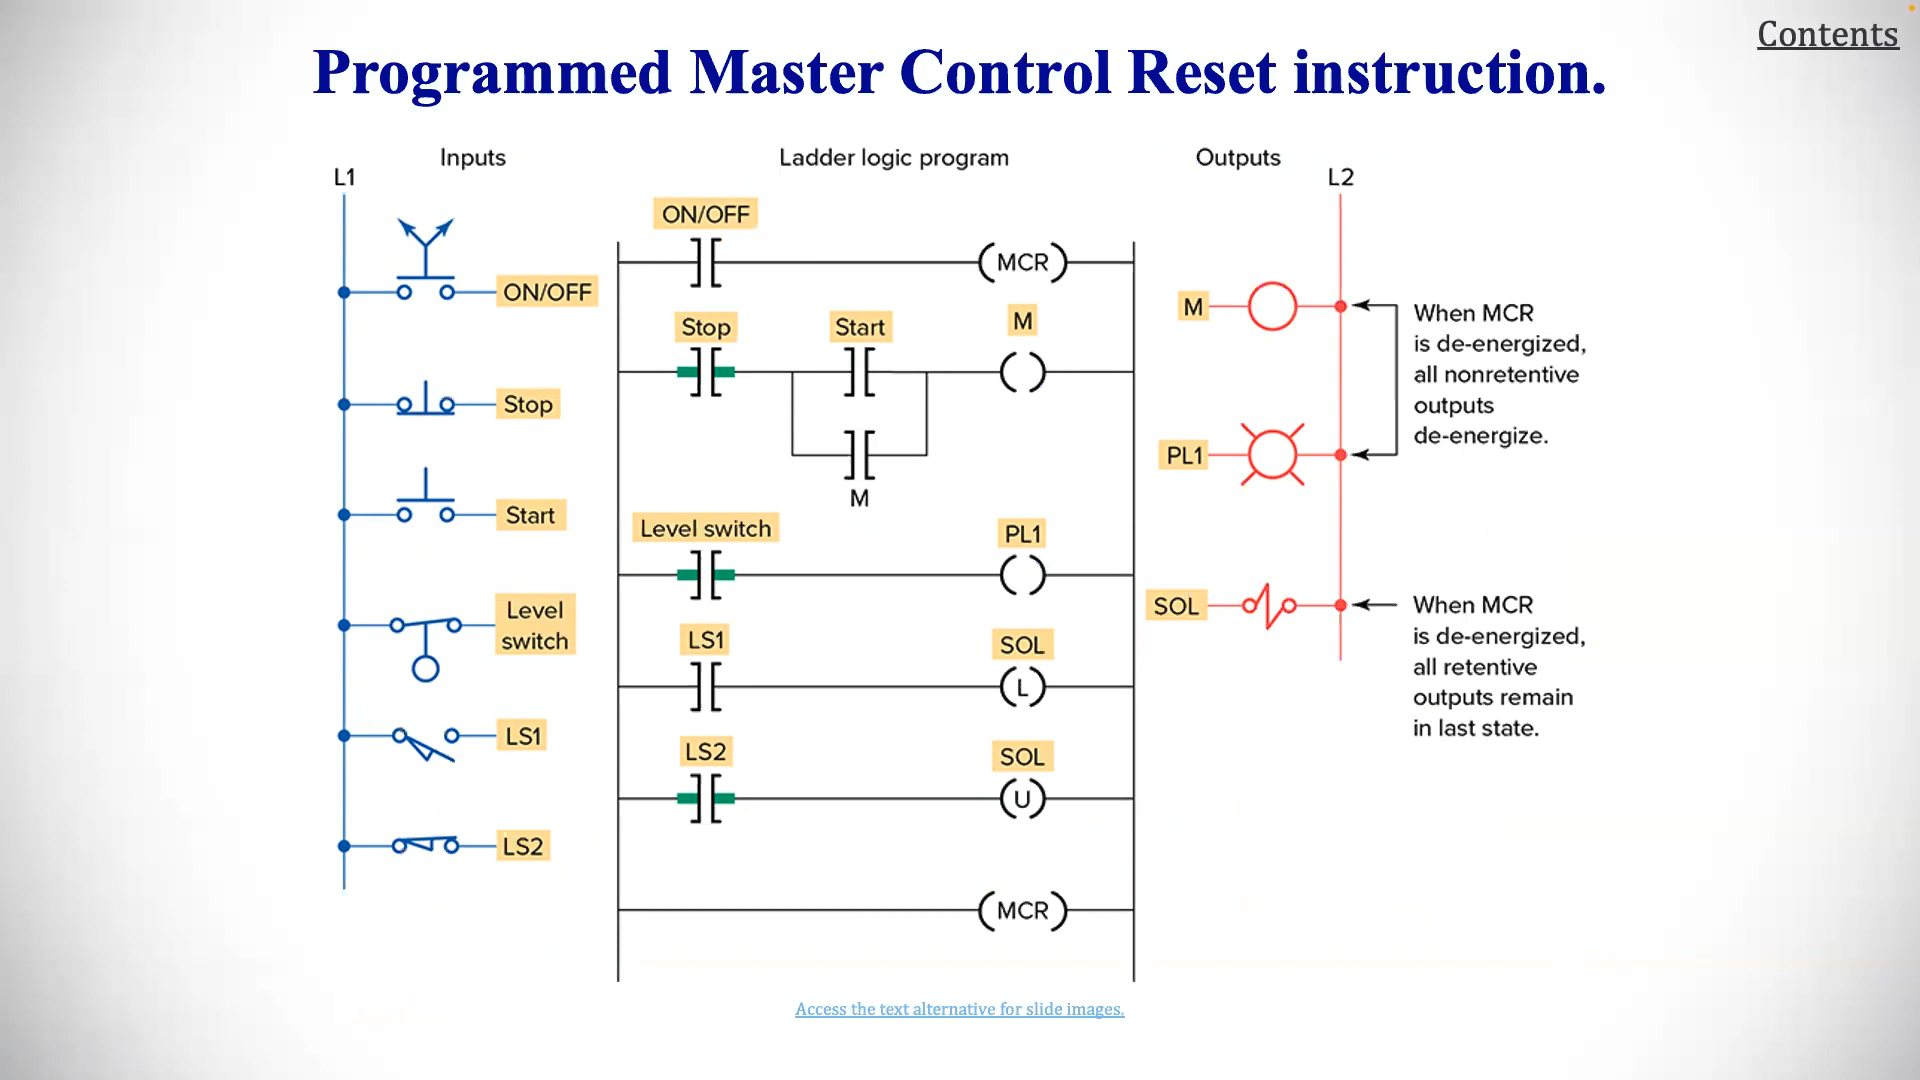 Contents
Programmed Master Control Reset instruction.
Inputs
Ladder logic program
Outputs
L1
L2
ON/OFF
ON/OFF
Stop
Start
Level
switch
LS1
LS2
MCR
Stop
Start
M
M
Level switch
PL1
LS1
SOL
L
LS2
SOL
U
MCR
M
PL1
SOL
When MCR
is de-energized,
all nonretentive
outputs
de-energize.
When MCR
is de-energized,
all retentive
outputs remain
in last state.
Access the text alternative for slide images.